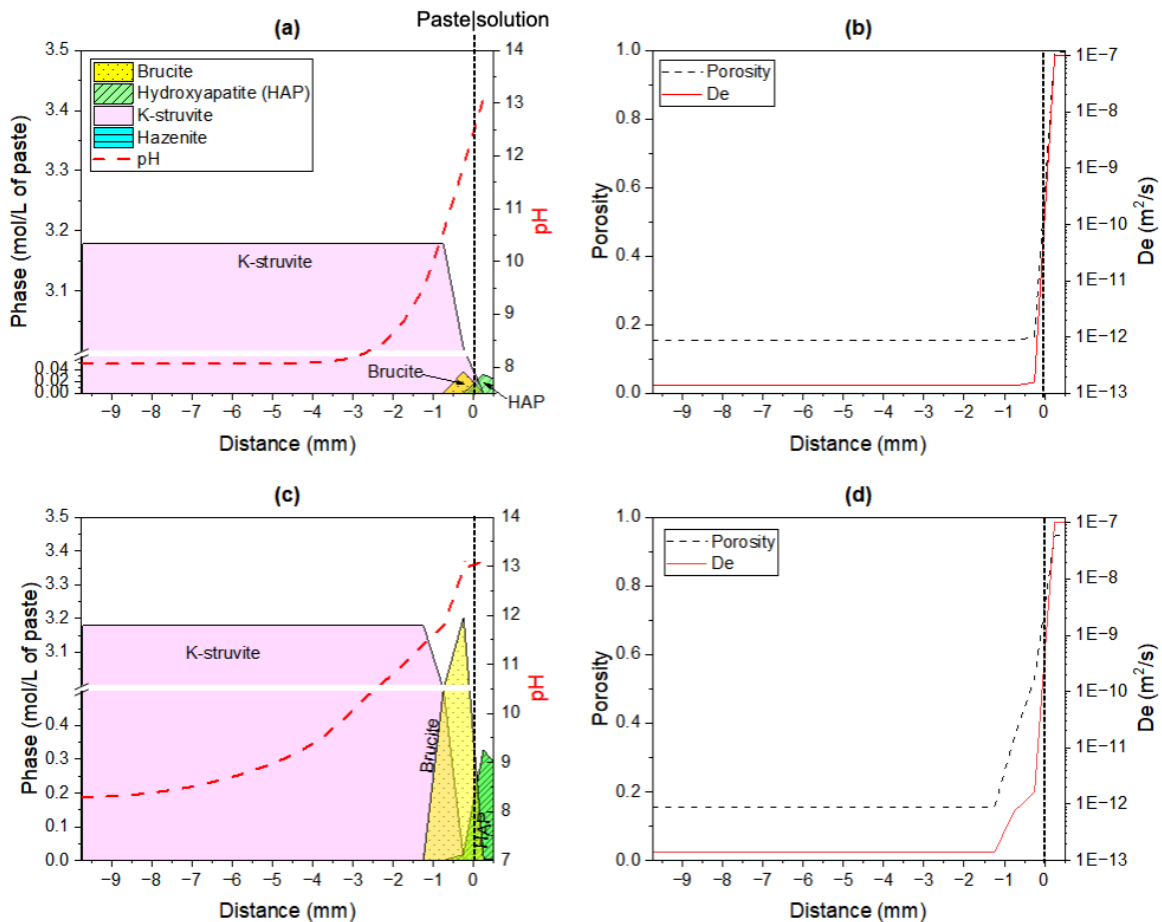 Paste|solution
(a)
(b)
Phase (mol/L of paste)
3.5
3.4
3.3
3.2
3.1
0.04
0.02
0.00
Brucite
Hydroxyapatite (HAP)
K-struvite
Hazenite
pH
K-struvite
Brucite
HAP
14
13
12
11
10
9
8
pH
-9 -8 -7 -6 -5 -4 -3 -2 -1 0
Distance (mm)
Porosity
1.0
0.8
0.6
0.4
0.2
0.0
Porosity
De
1E-7
1E-8
1E-9
1E-10
1E-11
1E-12
1E-13
De (m²/s)
-9 -8 -7 -6 -5 -4 -3 -2 -1 0
Distance (mm)
(c)
(d)
Phase (mol/L of paste)
3.5
3.4
3.3
3.2
3.1
0.4
0.3
0.2
0.1
0.0
K-struvite
Brucite
HAP
14
13
12
11
10
9
8
7
pH
-9 -8 -7 -6 -5 -4 -3 -2 -1 0
Distance (mm)
Porosity
1.0
0.8
0.6
0.4
0.2
0.0
Porosity
De
1E-7
1E-8
1E-9
1E-10
1E-11
1E-12
1E-13
De (m²/s)
-9 -8 -7 -6 -5 -4 -3 -2 -1 0
Distance (mm)